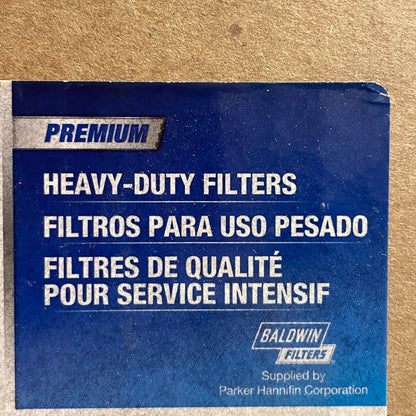 PREMIUM
HEAVY-DUTY FILTERS
FILTROS PARA USO PESADO
FILTRES DE QUALITÉ
POUR SERVICE INTENSIF
BALDWIN
FILTERS
Supplied by
Parker Hannifin Corporation